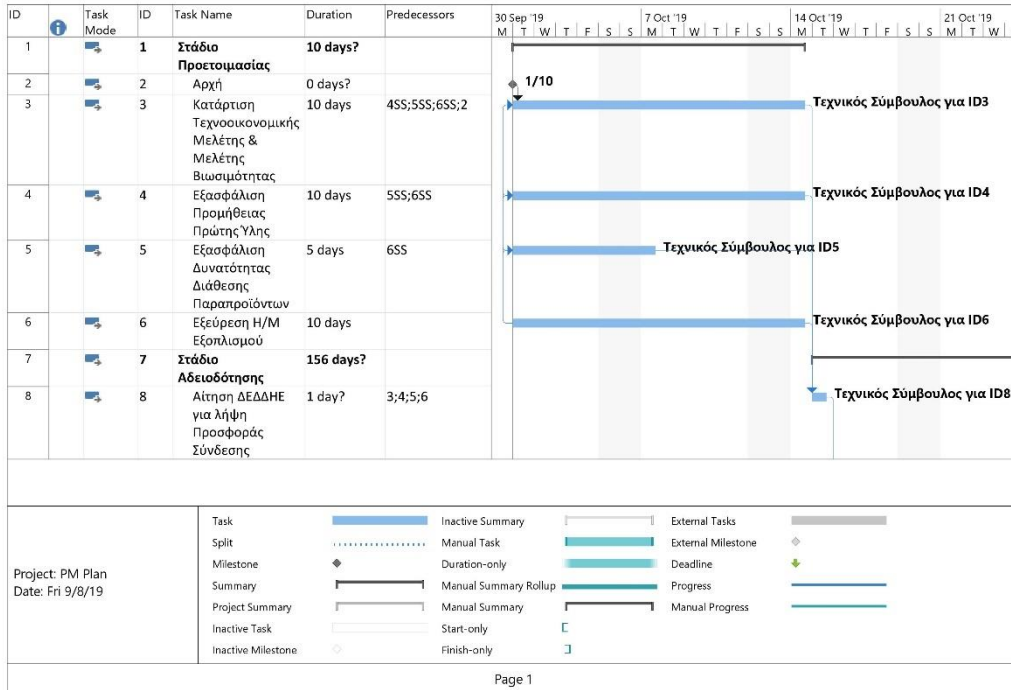 ID Task Mode ID Task Name Duration Predecessors
30 Sep '19 7 Oct '19 14 Oct '19 21 Oct '19
M T W T F S S M T W T F S S M T W T F S S M T W
1 1 Στάδιο Προετοιμασίας 10 days?
2 2 Αρχή 0 days? 1/10
3 3 Κατάρτιση Τεχνοοικονομικής Μελέτης & Μελέτης Βιωσιμότητας 10 days 4SS;5SS;6SS;2 Τεχνικός Σύμβουλος για ID3
4 4 Εξασφάλιση Προμήθειας Πρώτης Ύλης 10 days 5SS;6SS Τεχνικός Σύμβουλος για ID4
5 5 Εξασφάλιση Δυνατότητας Διάθεσης Παραπροϊόντων 5 days 6SS Τεχνικός Σύμβουλος για ID5
6 6 Εξεύρεση Η/Μ Εξοπλισμού 10 days Τεχνικός Σύμβουλος για ID6
7 7 Στάδιο Αδειοδότησης 156 days?
8 8 Αίτηση ΔΕΔΔΗΕ για λήψη Προσφοράς Σύνδεσης 1 day? 3;4;5;6 Τεχνικός Σύμβουλος για ID8
Project: PM Plan
Date: Fri 9/8/19
Task Inactive Summary External Tasks
Split Manual Task External Milestone
Milestone Duration-only Deadline
Summary Manual Summary Rollup Progress
Project Summary Manual Summary Manual Progress
Inactive Task Start-only
Inactive Milestone Finish-only
Page 1